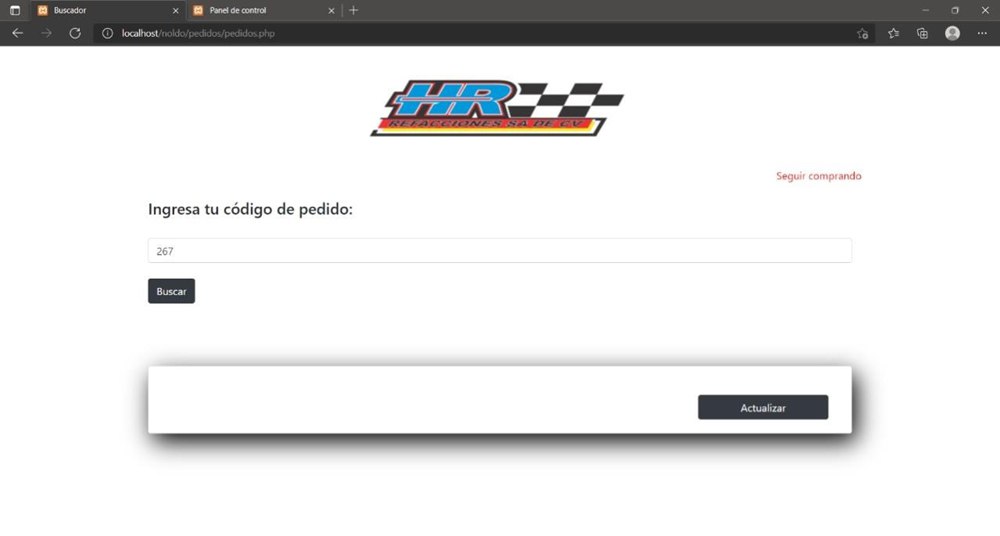 Buscador
Panel de control
localhost/noldo/pedidos/pedidos.php
HR
REFACCIONES SA DE C.V.
Seguir comprando
Ingresa tu código de pedido:
267
Buscar
Actualizar